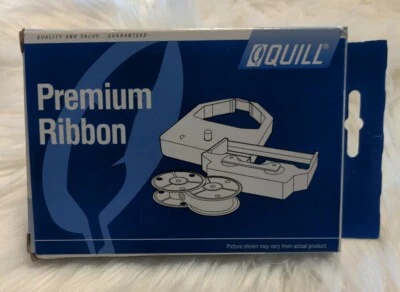 QUALITY AND VALUE... GUARANTEED
QUILL®
Premium
Ribbon
Picture shown may vary from actual product.